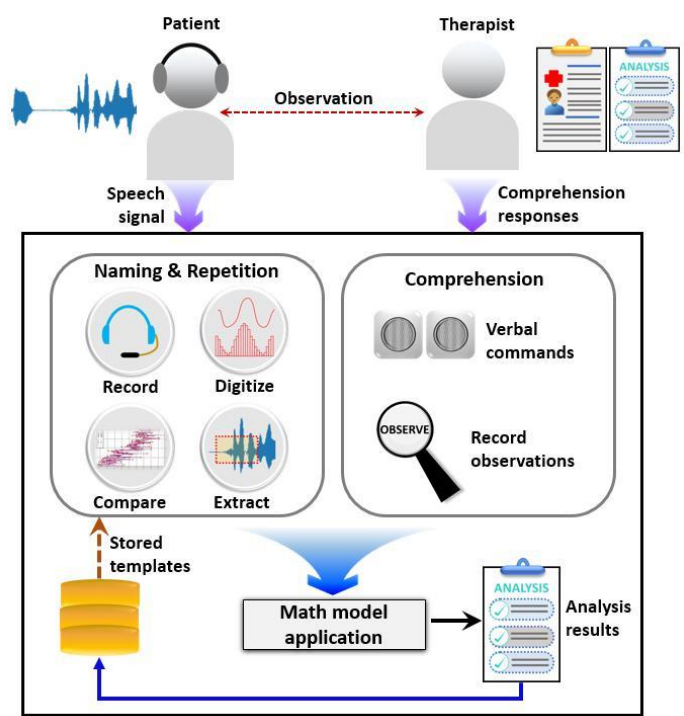 Patient
Therapist
Observation
ANALYSIS
Speech
signal
Comprehension
responses
Naming & Repetition
Record
Digitize
Compare
Extract
Comprehension
Verbal
commands
OBSERVE
Record
observations
Stored
templates
Math model
application
ANALYSIS
Analysis
results